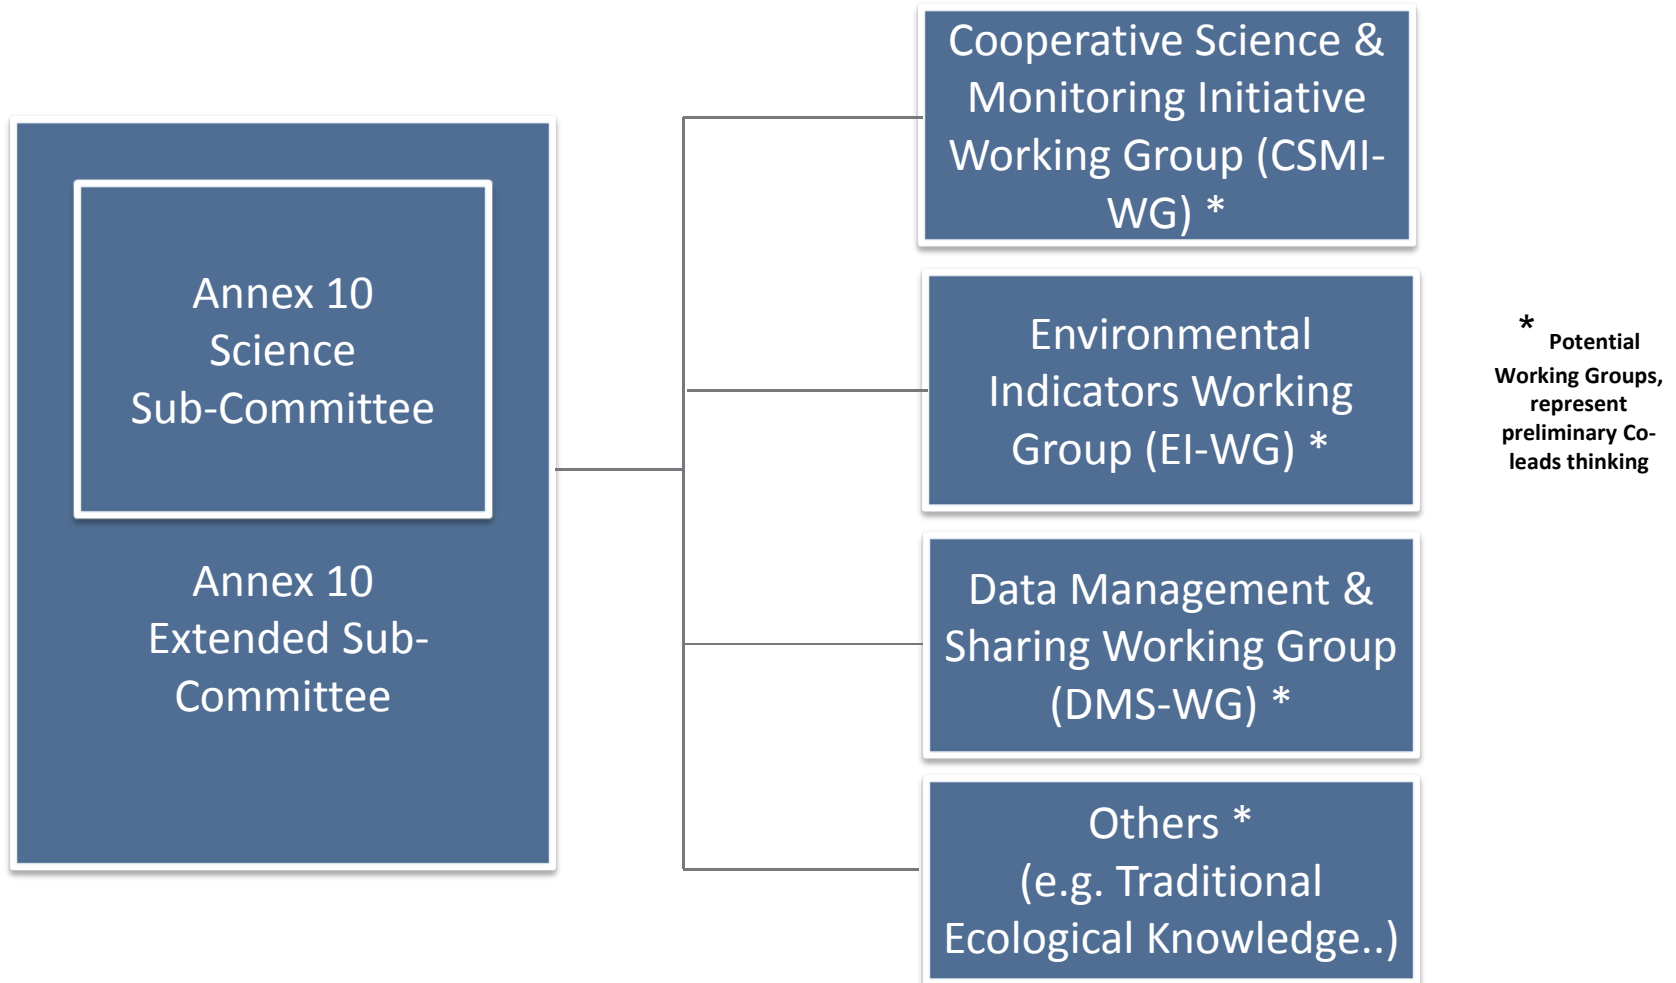 Annex 10
Science
Sub-Committee
Annex 10
Extended Sub-
Committee
Cooperative Science &
Monitoring Initiative
Working Group (CSMI-
WG) *
Environmental
Indicators Working
Group (EI-WG) *
Data Management &
Sharing Working Group
(DMS-WG) *
Others *
(e.g. Traditional
Ecological Knowledge..)
* Potential
Working Groups,
represent
preliminary Co-
leads thinking